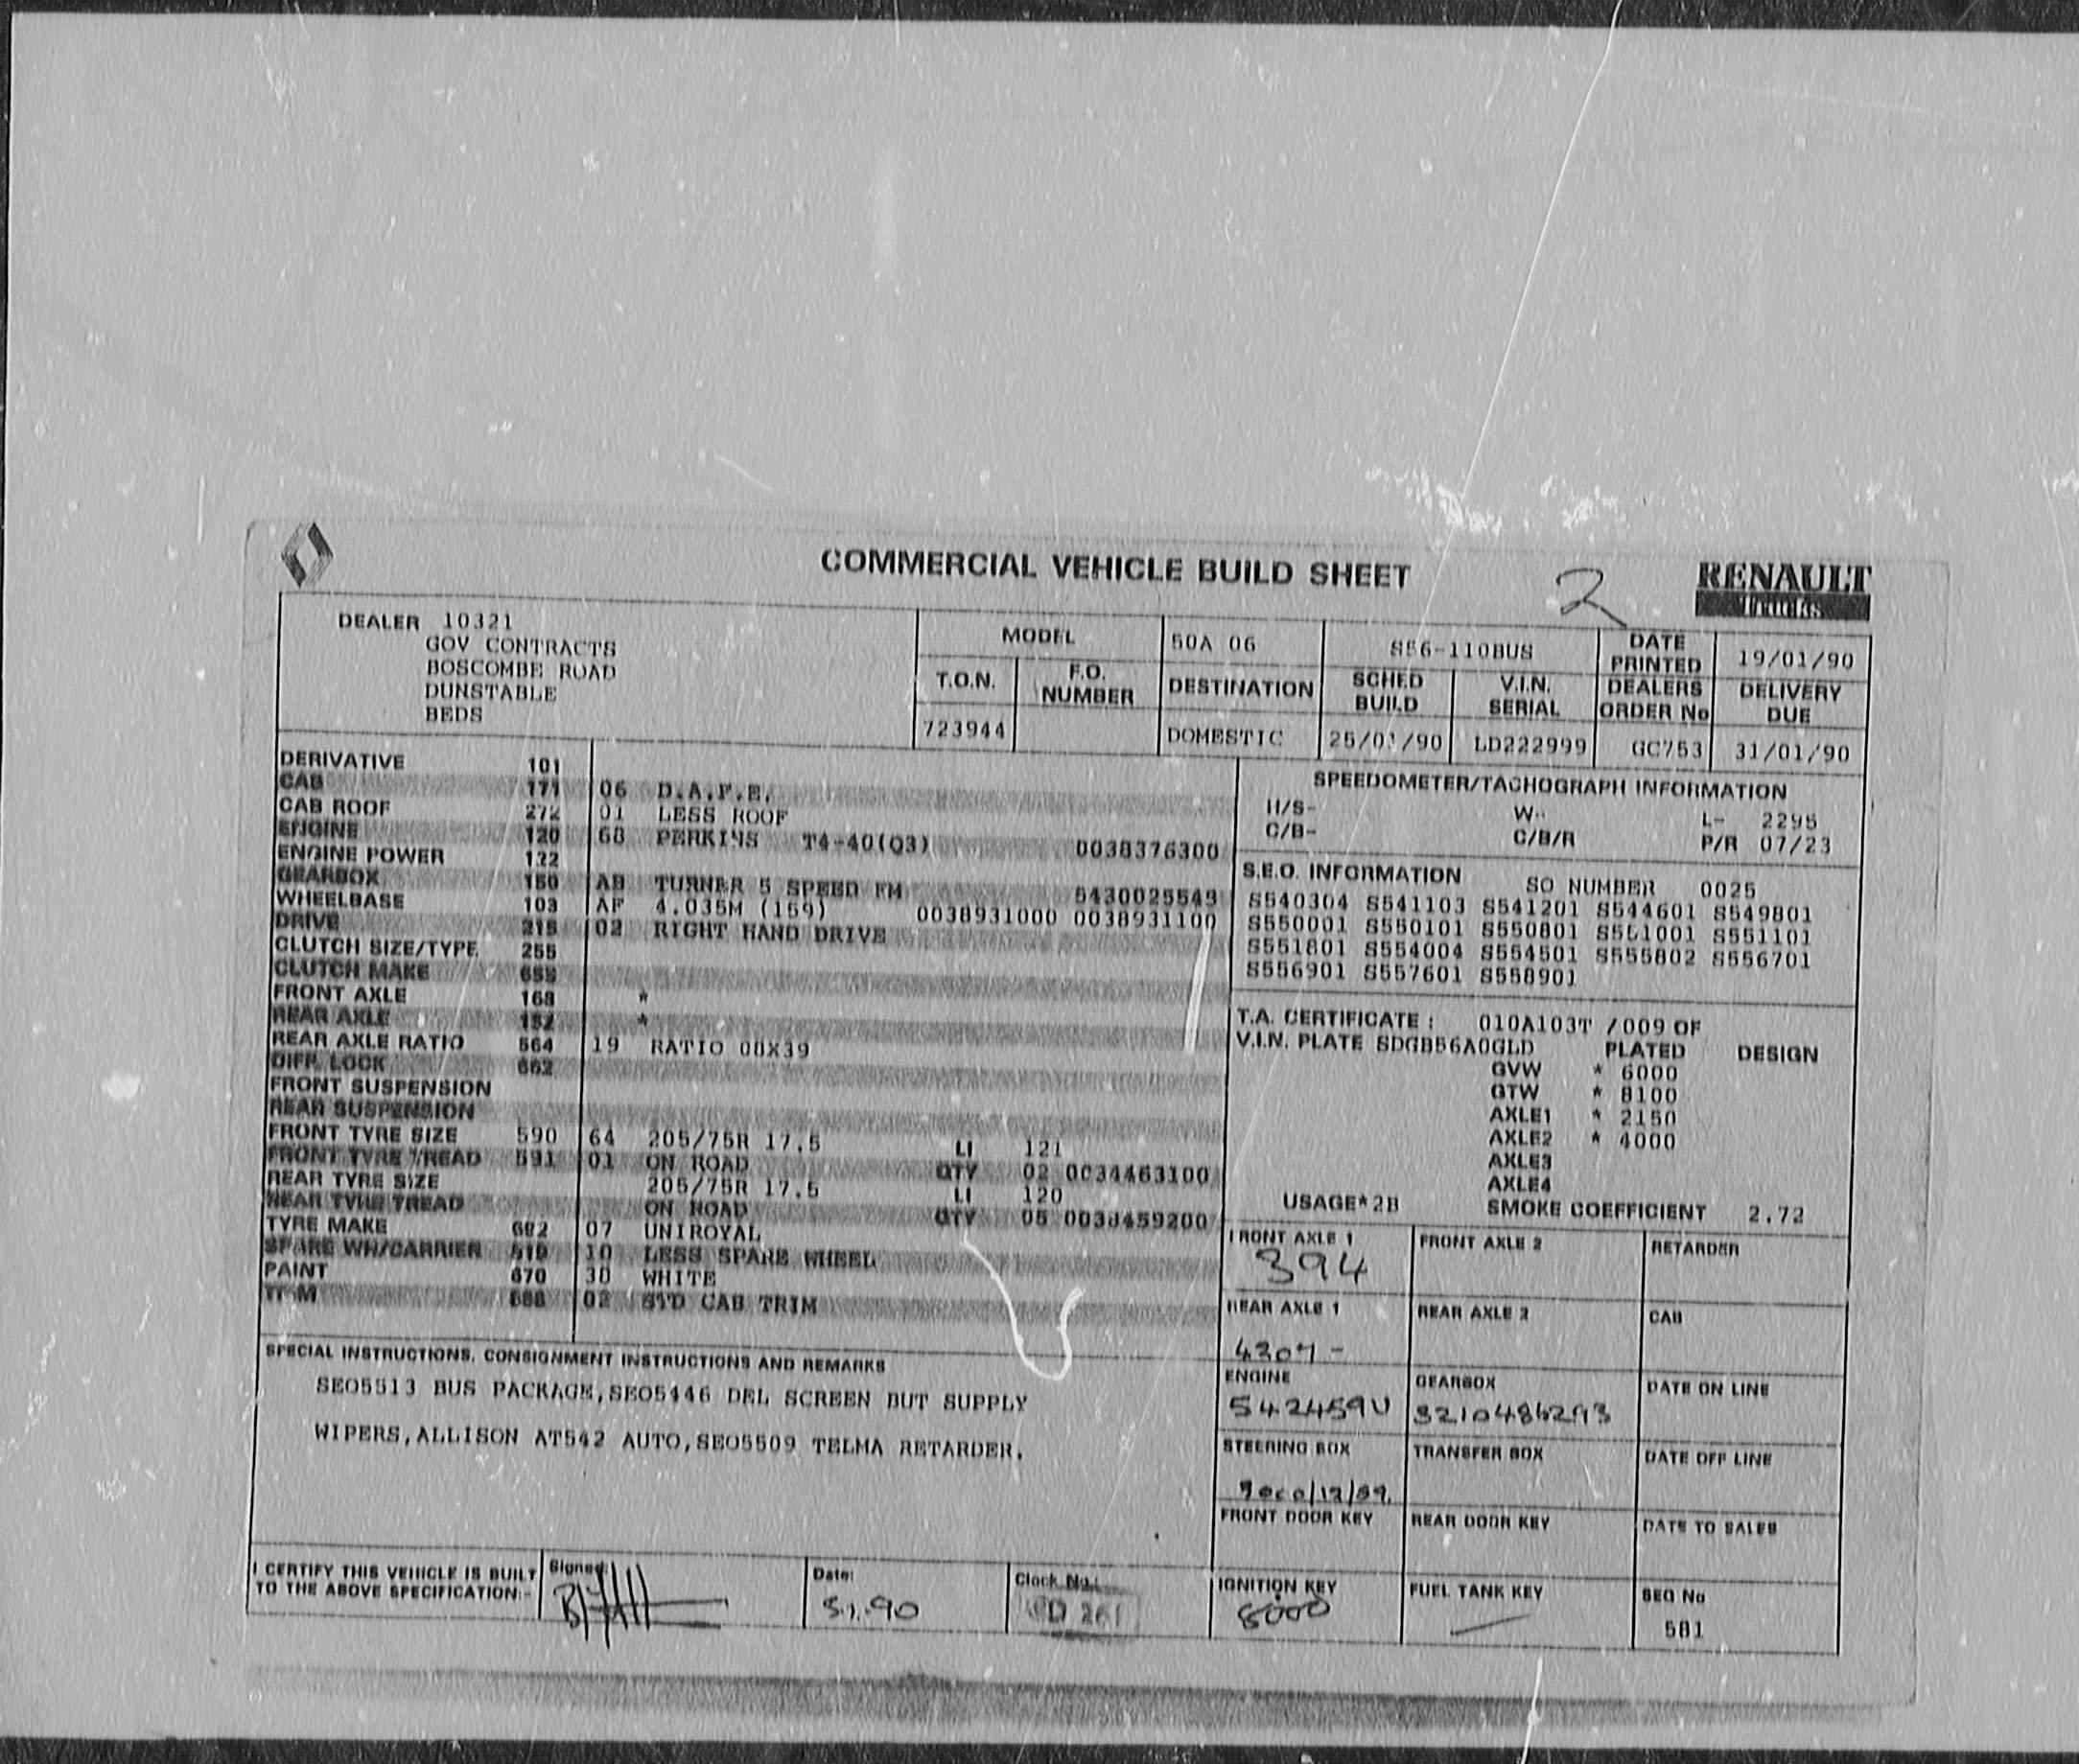 COMMERCIAL VEHICLE BUILD SHEET
2
RENAULT
Trucks
DEALER 10321
GOV CONTRACTS
BOSCOMBE ROAD
DUNSTABLE
BEDS
MODEL 50A 06 S56-110BUS DATE PRINTED 19/01/90
T.O.N. F.O. NUMBER DESTINATION SCHED BUILD V.I.N. SERIAL DEALERS ORDER No DELIVERY DUE
723944 DOMESTIC 25/01/90 LD222999 GC753 31/01/90
DERIVATIVE 101
CAB 171 06 D.A.F.E.
CAB ROOF 272 01 LESS ROOF
ENGINE 120 68 PERKINS T4-40(Q3) 0038376300
ENGINE POWER 122
GEARBOX 150 AB TURNER 5 SPEED FM 5430025549
WHEELBASE 103 AF 4.035M (159) 0038931000 0038931100
DRIVE 215 02 RIGHT HAND DRIVE
CLUTCH SIZE/TYPE 255
CLUTCH MAKE
FRONT AXLE 168 *
REAR AXLE 152 *
REAR AXLE RATIO 564 19 RATIO 08X39
DIFF. LOCK 662
FRONT SUSPENSION
REAR SUSPENSION
FRONT TYRE SIZE 590 64 205/75R 17.5 LI 121
FRONT TYRE TREAD 591 01 ON ROAD QTY 02 0034463100
REAR TYRE SIZE 205/75R 17.5 LI 120
REAR TYRE TREAD ON ROAD QTY 05 0038459200
TYRE MAKE 682 07 UNIROYAL
SPARE WH/CARRIER 519 10 LESS SPARE WHEEL
PAINT 670 30 WHITE
TRIM 688 02 STD CAB TRIM
SPEEDOMETER/TACHOGRAPH INFORMATION
H/S- W- L- 2295
C/B- C/B/R P/R 07/23
S.E.O. INFORMATION SO NUMBER 0025
S540304 S541103 S541201 S544601 S549801
S550001 S550101 S550801 S551001 S551101
S551801 S554004 S554501 S555802 S556701
S556901 S557601 S558901
T.A. CERTIFICATE : 010A103T /009 OF
V.I.N. PLATE SDGB56A0GLD PLATED DESIGN
GVW * 6000
GTW * 8100
AXLE1 * 2150
AXLE2 * 4000
AXLE3
AXLE4
USAGE*2B SMOKE COEFFICIENT 2.72
FRONT AXLE 1 FRONT AXLE 2 RETARDER
394
REAR AXLE 1 REAR AXLE 2 CAB
ENGINE GEARBOX DATE ON LINE
542459U
STEERING BOX TRANSFER BOX DATE OFF LINE
FRONT DOOR KEY REAR DOOR KEY DATE TO SALES
IGNITION KEY FUEL TANK KEY SEQ No
8000 581
SPECIAL INSTRUCTIONS, CONSIGNMENT INSTRUCTIONS AND REMARKS
SEO5513 BUS PACKAGE,SEO5446 DEL SCREEN BUT SUPPLY
WIPERS,ALLISON AT542 AUTO,SEO5509 TELMA RETARDER.
I CERTIFY THIS VEHICLE IS BUILT
TO THE ABOVE SPECIFICATION:-
Signed:
Date:
Clock No.:
D 261